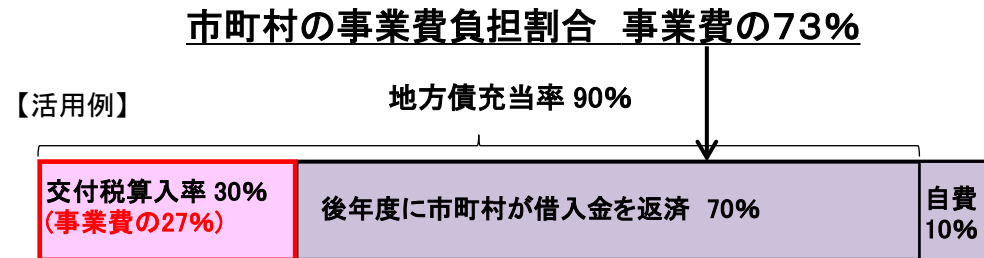 市町村の事業費負担割合 事業費の73%
【活用例】
地方債充当率 90%
交付税算入率 30%
(事業費の27%)
後年度に市町村が借入金を返済 70%
自費
10%